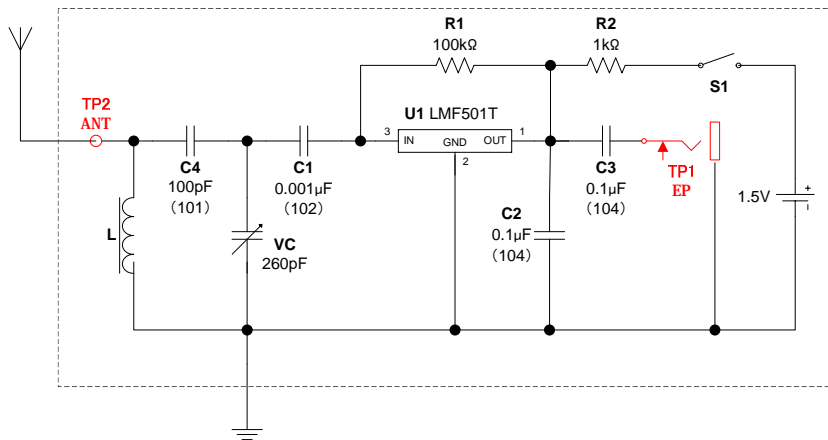 R1
100kΩ
R2
1kΩ
S1
TP2
ANT
U1 LMF501T
3
IN
GND
OUT
1
2
C4
100pF
（101）
C1
0.001μF
（102）
C3
0.1μF
（104）
TP1
EP
1.5V
+
-
L
VC
260pF
C2
0.1μF
（104）